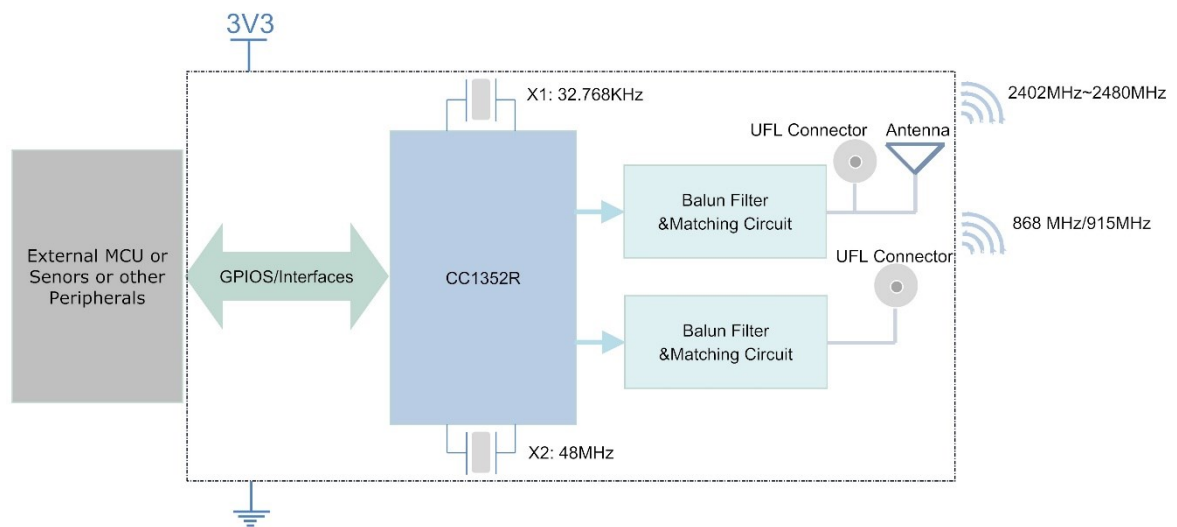 3V3
X1: 32.768KHz
2402MHz~2480MHz
UFL Connector
Antenna
Balun Filter
&Matching Circuit
868 MHz/915MHz
External MCU or
Senors or other
Peripherals
GPIOS/Interfaces
CC1352R
UFL Connector
Balun Filter
&Matching Circuit
X2: 48MHz